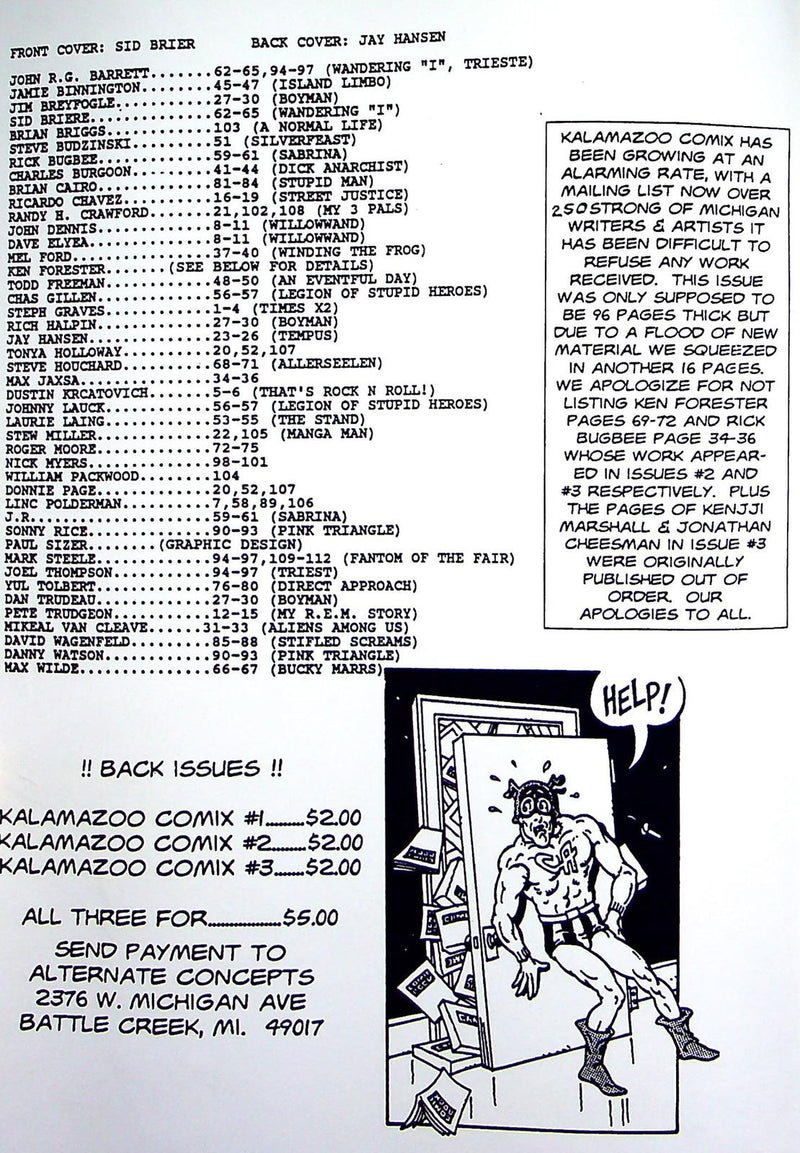 FRONT COVER: SID BRIER BACK COVER: JAY HANSEN
JOHN R.G. BARRETT.......62-65,94-97 (WANDERING "I", TRIESTE)
JAMIE BINNINGTON........45-47 (ISLAND LIMBO)
JIM BREYFOGLE...........27-30 (BOYMAN)
SID BRIERE..............62-65 (WANDERING "I")
BRIAN BRIGGS............103 (A NORMAL LIFE)
STEVE BUDZINSKI.........51 (SILVERFEAST)
RICK BUGBEE.............59-61 (SABRINA)
CHARLES BURGOON.........41-44 (DICK ANARCHIST)
BRIAN CAIRO.............81-84 (STUPID MAN)
RICARDO CHAVEZ..........16-19 (STREET JUSTICE)
RANDY H. CRAWFORD.......21,102,108 (MY 3 PALS)
JOHN DENNIS.............8-11 (WILLOWWAND)
DAVE ELYEA..............8-11 (WILLOWWAND)
MEL FORD................37-40 (WINDING THE FROG)
KEN FORESTER.......(SEE BELOW FOR DETAILS)
TODD FREEMAN............48-50 (AN EVENTFUL DAY)
CHAS GILLEN.............56-57 (LEGION OF STUPID HEROES)
STEPH GRAVES............1-4 (TIMES X2)
RICH HALPIN.............27-30 (BOYMAN)
JAY HANSEN..............23-26 (TEMPUS)
TONYA HOLLOWAY..........20,52,107
STEVE HOUCHARD..........68-71 (ALLERSEELEN)
MAX JAXSA...............34-36
DUSTIN KRCATOVICH.......5-6 (THAT'S ROCK N ROLL!)
JOHNNY LAUCK............56-57 (LEGION OF STUPID HEROES)
LAURIE LAING............53-55 (THE STAND)
STEW MILLER.............22,105 (MANGA MAN)
ROGER MOORE.............72-75
NICK MYERS..............98-101
WILLIAM PACKWOOD........104
DONNIE PAGE.............20,52,107
LINC POLDERMAN..........7,58,89,106
J.R.....................59-61 (SABRINA)
SONNY RICE..............90-93 (PINK TRIANGLE)
PAUL SIZER........(GRAPHIC DESIGN)
MARK STEELE.............94-97,109-112 (FANTOM OF THE FAIR)
JOEL THOMPSON...........94-97 (TRIEST)
YUL TOLBERT.............76-80 (DIRECT APPROACH)
DAN TRUDEAU.............27-30 (BOYMAN)
PETE TRUDGEON...........12-15 (MY R.E.M. STORY)
MIKEAL VAN CLEAVE.......31-33 (ALIENS AMONG US)
DAVID WAGENFELD.........85-88 (STIFLED SCREAMS)
DANNY WATSON............90-93 (PINK TRIANGLE)
MAX WILDE...............66-67 (BUCKY MARRS)
KALAMAZOO COMIX HAS
BEEN GROWING AT AN
ALARMING RATE, WITH A
MAILING LIST NOW OVER
250 STRONG OF MICHIGAN
WRITERS & ARTISTS IT
HAS BEEN DIFFICULT TO
REFUSE ANY WORK
RECEIVED. THIS ISSUE
WAS ONLY SUPPOSED TO
BE 96 PAGES THICK BUT
DUE TO A FLOOD OF NEW
MATERIAL WE SQUEEZED
IN ANOTHER 16 PAGES.
WE APOLOGIZE FOR NOT
LISTING KEN FORESTER
PAGES 69-72 AND RICK
BUGBEE PAGE 34-36
WHOSE WORK APPEAR-
ED IN ISSUES #2 AND
#3 RESPECTIVELY. PLUS
THE PAGES OF KENJJI
MARSHALL & JONATHAN
CHEESMAN IN ISSUE #3
WERE ORIGINALLY
PUBLISHED OUT OF
ORDER. OUR
APOLOGIES TO ALL.
!! BACK ISSUES !!
KALAMAZOO COMIX #1........$2.00
KALAMAZOO COMIX #2.......$2.00
KALAMAZOO COMIX #3......$2.00
ALL THREE FOR...............$5.00
SEND PAYMENT TO
ALTERNATE CONCEPTS
2376 W. MICHIGAN AVE
BATTLE CREEK, MI. 49017
HELP!
CA